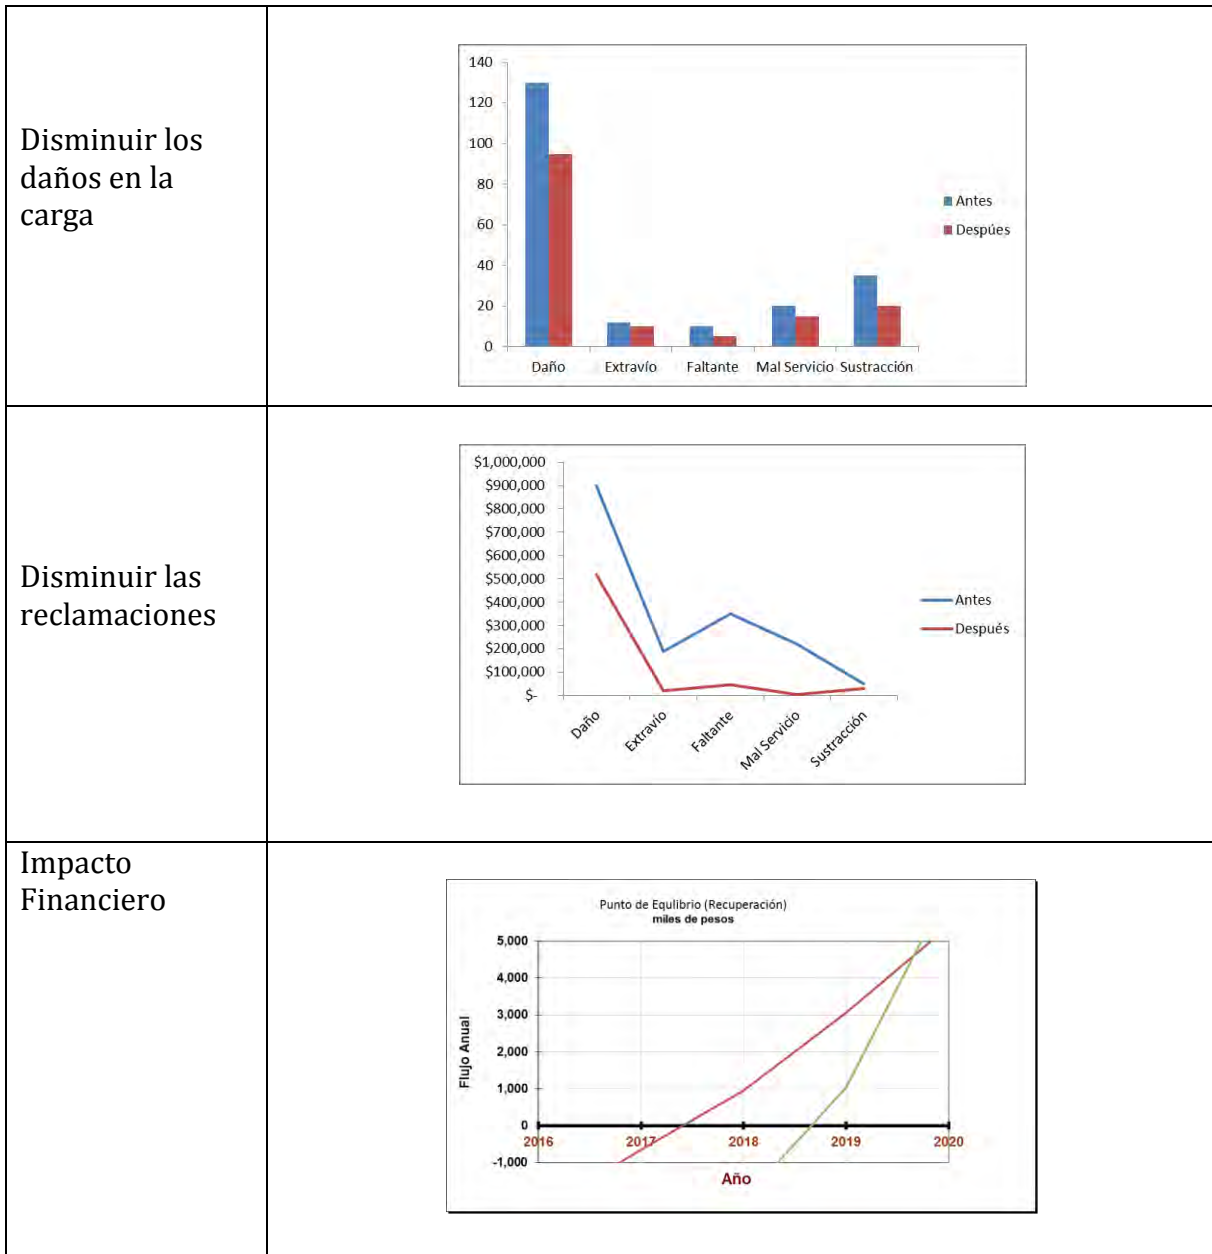 Disminuir los
daños en la
carga
140
120
100
80
60
40
20
0
Daño Extravío Faltante Mal Servicio Sustracción
Antes
Despúes
Disminuir las
reclamaciones
$1,000,000
$900,000
$800,000
$700,000
$600,000
$500,000
$400,000
$300,000
$200,000
$100,000
$-
Daño Extravío Faltante Mal Servicio Sustracción
Antes
Después
Impacto
Financiero
Punto de Equlibrio (Recuperación)
miles de pesos
5,000
4,000
3,000
2,000
1,000
0
-1,000
Flujo Anual
2016 2017 2018 2019 2020
Año